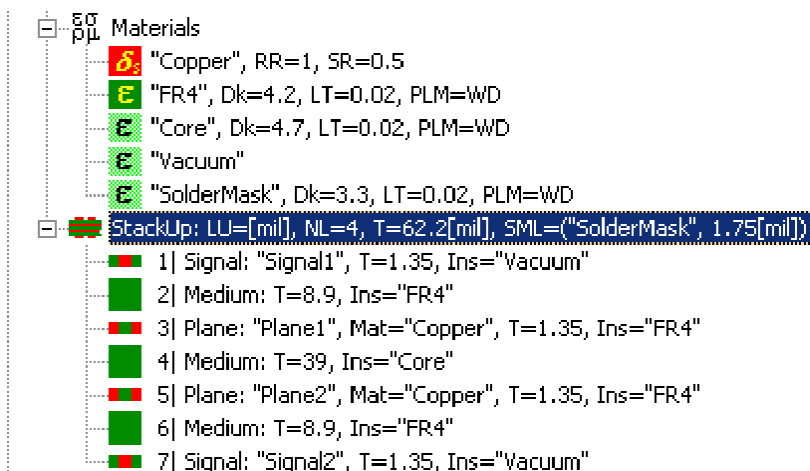 εσ
ρμ Materials
δs "Copper", RR=1, SR=0.5
ε "FR4", Dk=4.2, LT=0.02, PLM=WD
ε "Core", Dk=4.7, LT=0.02, PLM=WD
ε "Vacuum"
ε "SolderMask", Dk=3.3, LT=0.02, PLM=WD
StackUp: LU=[mil], NL=4, T=62.2[mil], SML=("SolderMask", 1.75[mil])
1| Signal: "Signal1", T=1.35, Ins="Vacuum"
2| Medium: T=8.9, Ins="FR4"
3| Plane: "Plane1", Mat="Copper", T=1.35, Ins="FR4"
4| Medium: T=39, Ins="Core"
5| Plane: "Plane2", Mat="Copper", T=1.35, Ins="FR4"
6| Medium: T=8.9, Ins="FR4"
7| Signal: "Signal2", T=1.35, Ins="Vacuum"